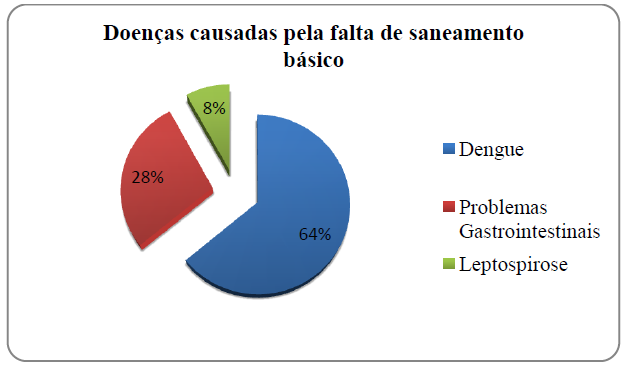 Doenças causadas pela falta de saneamento
básico
8%
28%
64%
Dengue
Problemas
Gastrointestinais
Leptospirose